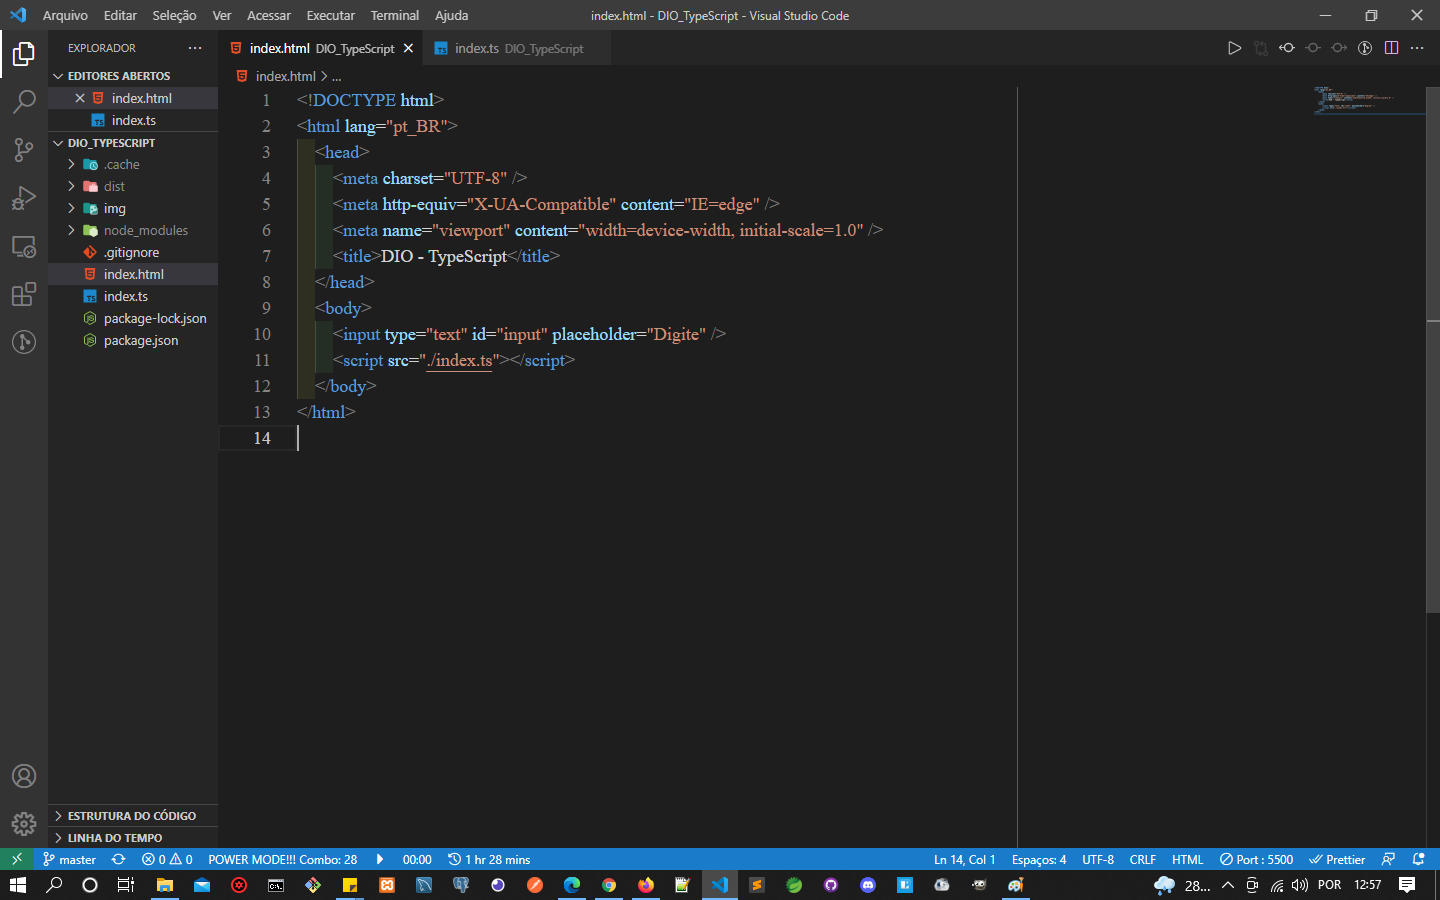 Arquivo Editar Seleção Ver Acessar Executar Terminal Ajuda index.html - DIO_TypeScript - Visual Studio Code
EXPLORADOR
EDITORES ABERTOS
index.html
index.ts
DIO_TYPESCRIPT
.cache
dist
img
node_modules
.gitignore
index.html
index.ts
package-lock.json
package.json
ESTRUTURA DO CÓDIGO
LINHA DO TEMPO
index.html DIO_TypeScript index.ts DIO_TypeScript
index.html > ...
1 <!DOCTYPE html>
2 <html lang="pt_BR">
3 <head>
4 <meta charset="UTF-8" />
5 <meta http-equiv="X-UA-Compatible" content="IE=edge" />
6 <meta name="viewport" content="width=device-width, initial-scale=1.0" />
7 <title>DIO - TypeScript</title>
8 </head>
9 <body>
10 <input type="text" id="input" placeholder="Digite" />
11 <script src="./index.ts"></script>
12 </body>
13 </html>
14
master 0 0 POWER MODE!!! Combo: 28 00:00 1 hr 28 mins Ln 14, Col 1 Espaços: 4 UTF-8 CRLF HTML Port : 5500 Prettier
28... POR 12:57